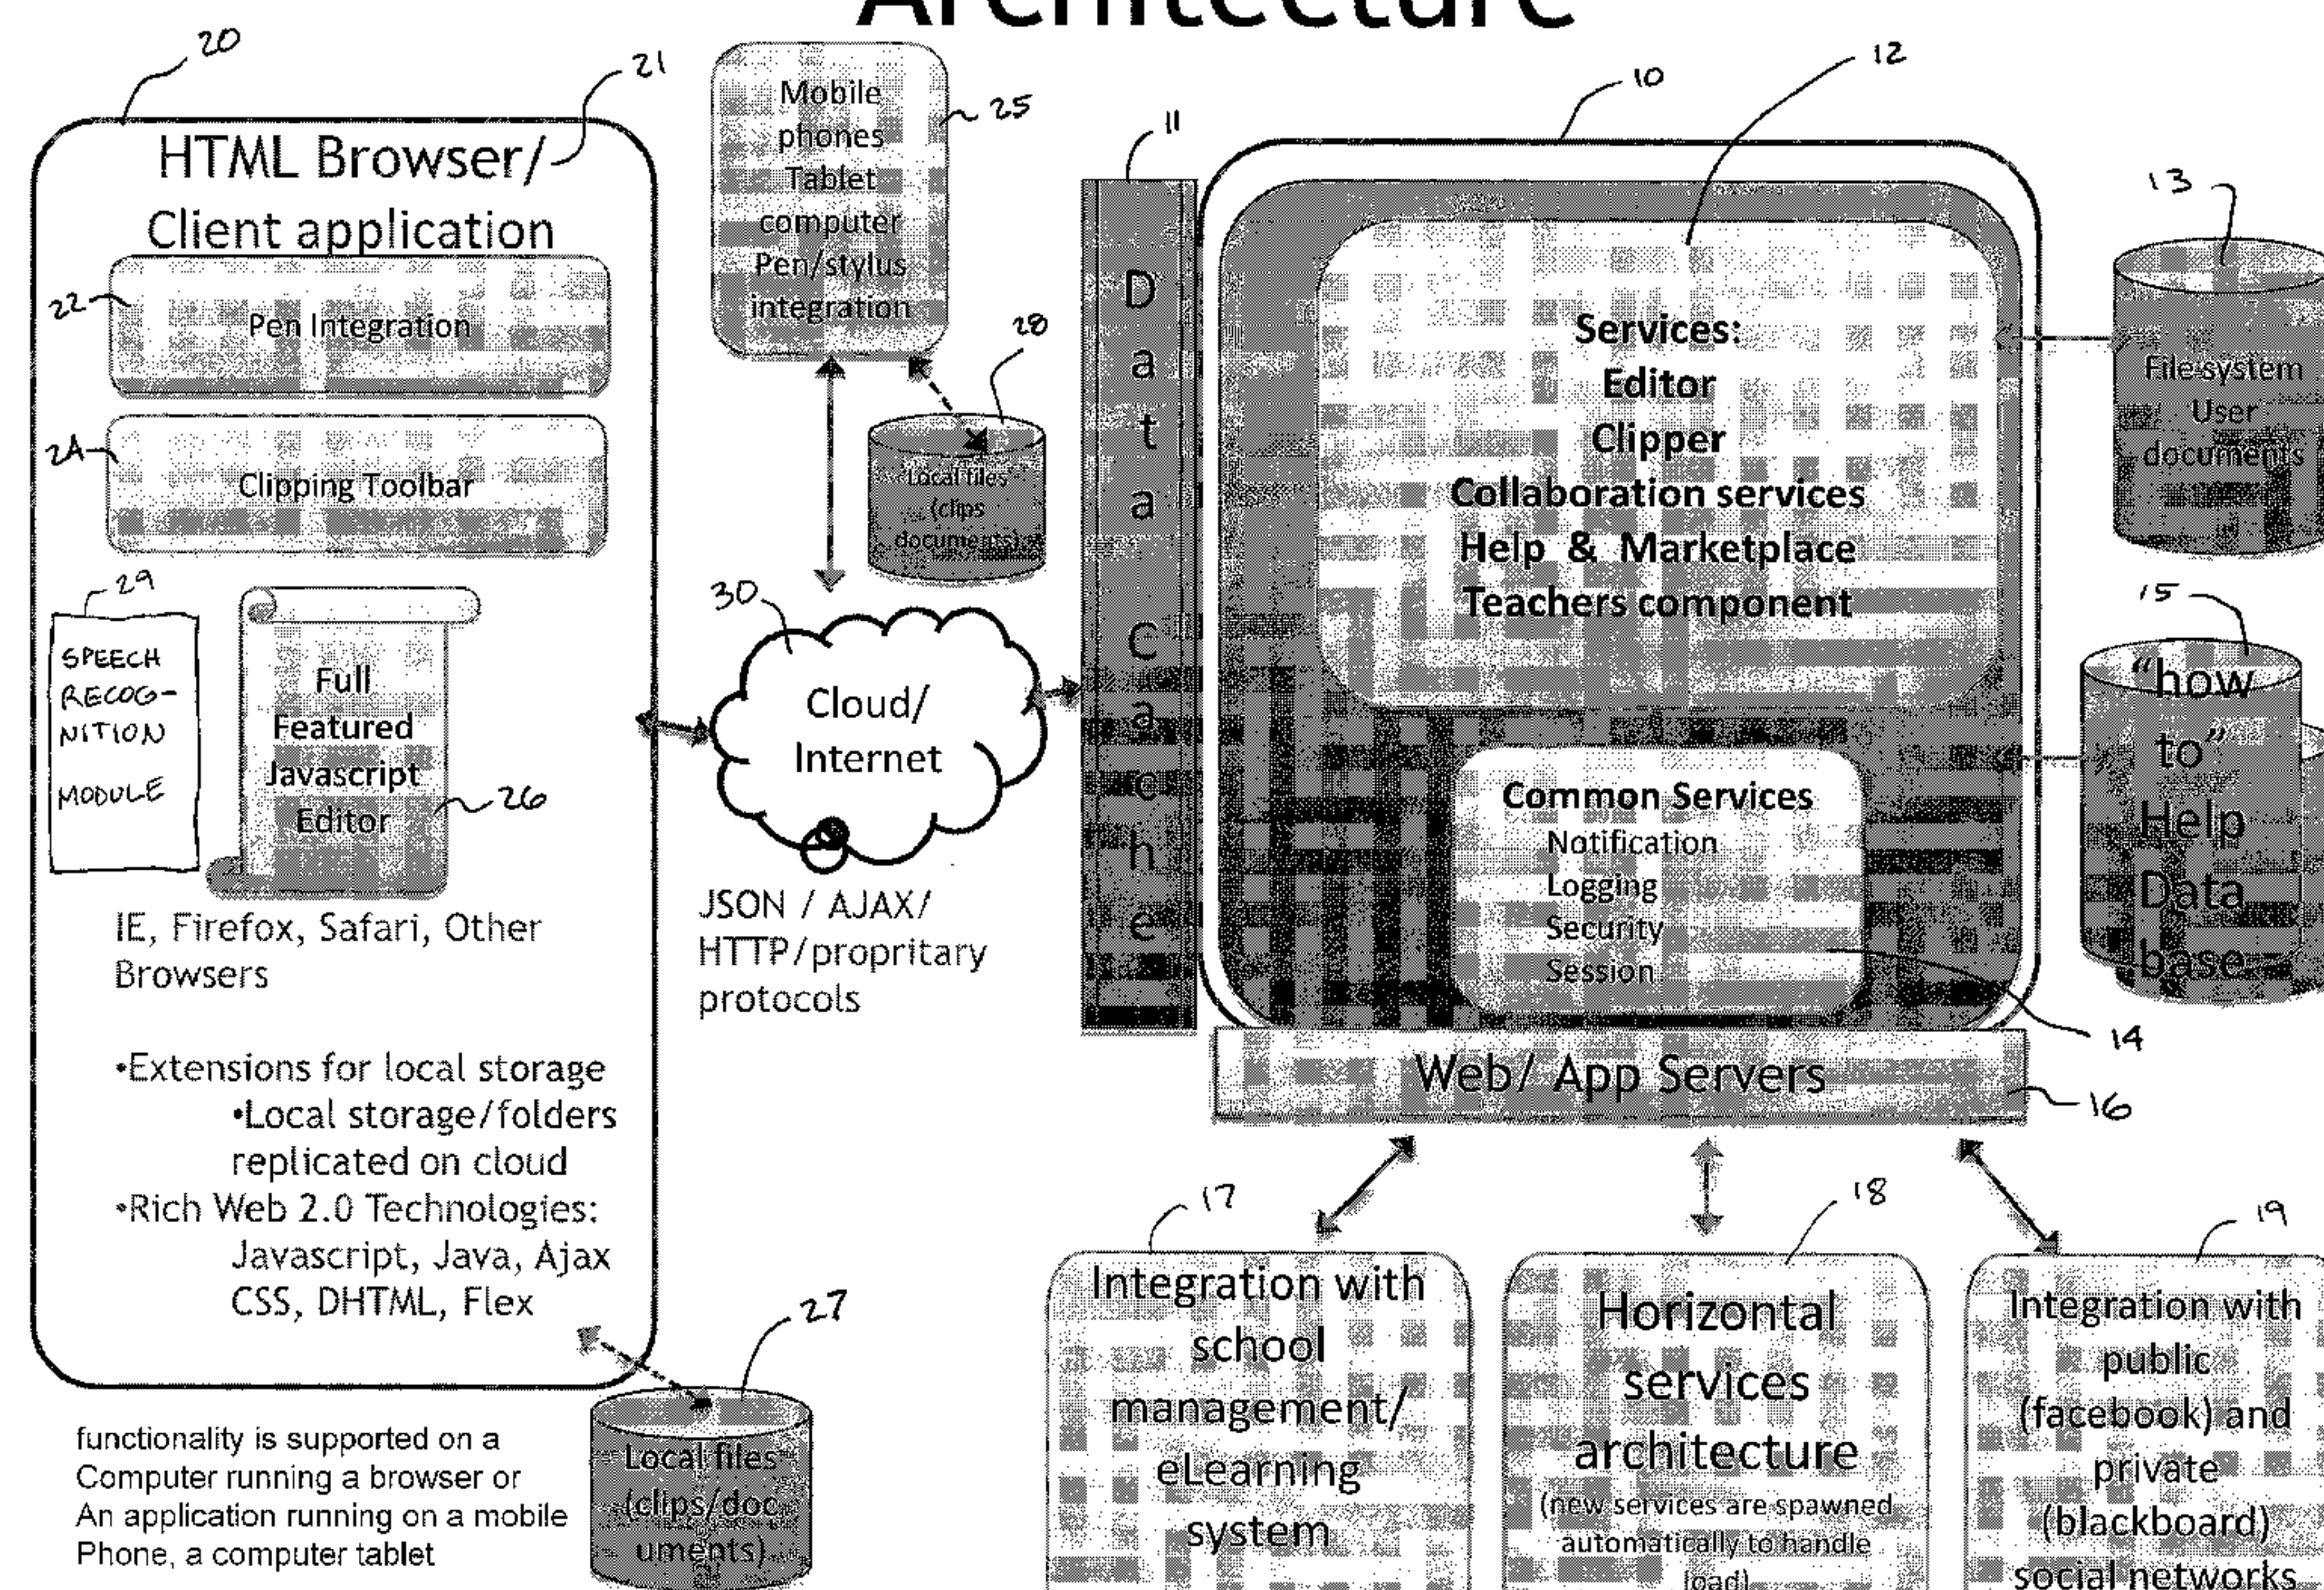 Architecture
20
21
HTML Browser/
Client application
22
Pen Integration
24
Clipping Toolbar
29
SPEECH
RECOG-
NITION
MODULE
Full
Featured
Javascript
Editor
26
IE, Firefox, Safari, Other
Browsers
•Extensions for local storage
•Local storage/folders
replicated on cloud
•Rich Web 2.0 Technologies:
Javascript, Java, Ajax
CSS, DHTML, Flex
functionality is supported on a
Computer running a browser or
An application running on a mobile
Phone, a computer tablet
27
Local files
(clips/doc
uments)
Mobile
phones
Tablet
computer
Pen/stylus
integration
25
28
Local files
(clips
documents)
30
Cloud/
Internet
JSON / AJAX/
HTTP/propritary
protocols
11
D
a
t
a
C
a
c
h
e
10
12
Services:
Editor
Clipper
Collaboration services
Help & Marketplace
Teachers component
Common Services
Notification
Logging
Security
Session
14
Web/ App Servers
16
13
File system
User
documents
15
“how
to”
Help
Data
base
17
Integration with
school
management/
eLearning
system
18
Horizontal
services
architecture
(new services are spawned
automatically to handle
load)
19
Integration with
public
(facebook) and
private
(blackboard)
social networks